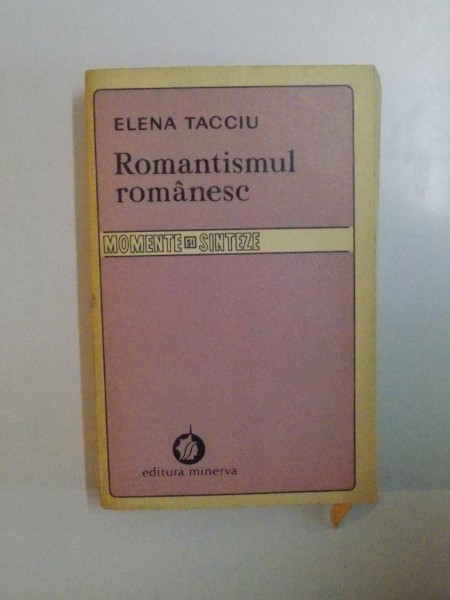 ELENA TACCIU
Romantismul
românesc
MOMENTE ȘI SINTEZE
editura minerva